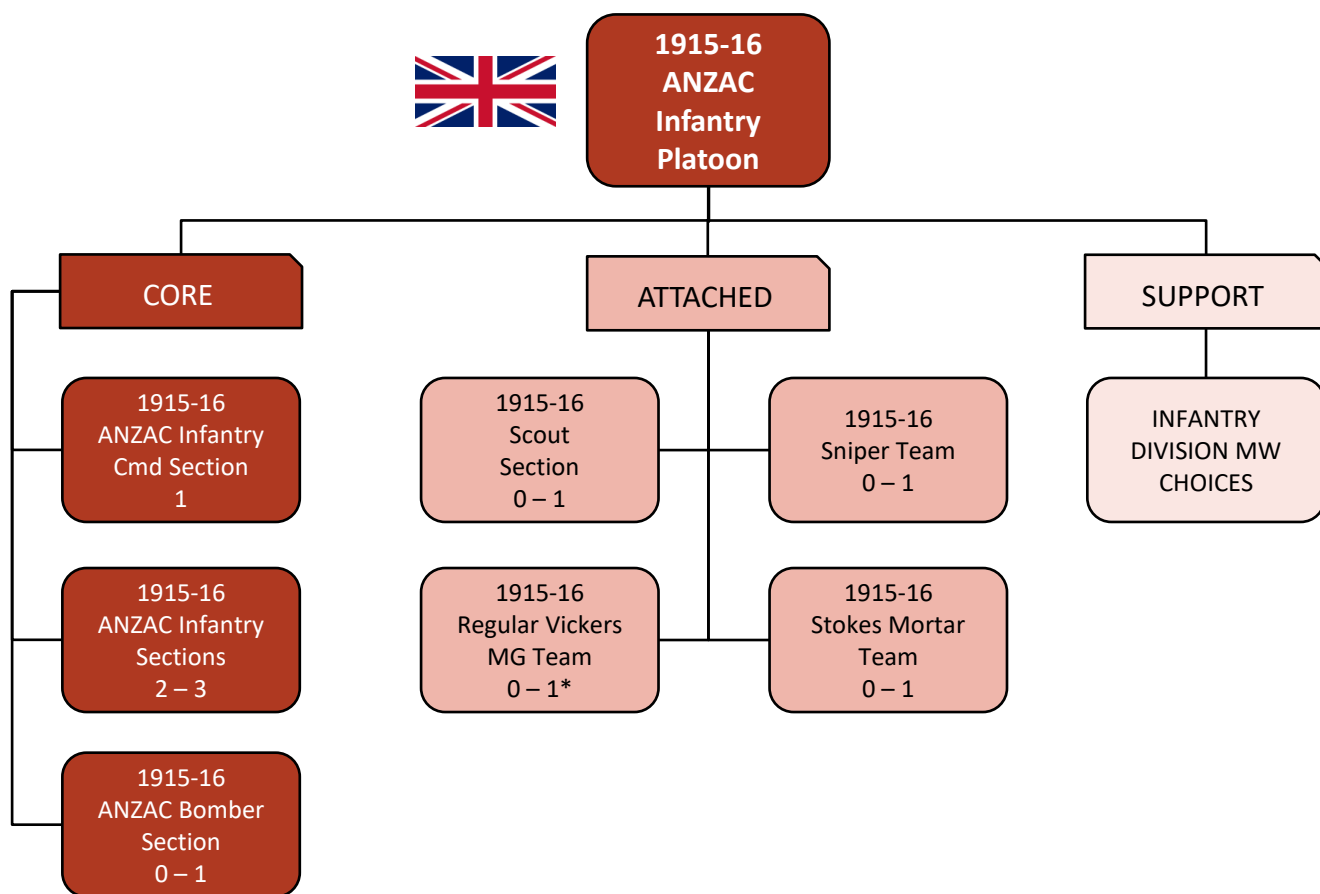 1915-16
ANZAC
Infantry
Platoon
CORE
ATTACHED
SUPPORT
1915-16
ANZAC Infantry
Cmd Section
1
1915-16
Scout
Section
0 – 1
1915-16
Sniper Team
0 – 1
INFANTRY
DIVISION MW
CHOICES
1915-16
ANZAC Infantry
Sections
2 – 3
1915-16
Regular Vickers
MG Team
0 – 1*
1915-16
Stokes Mortar
Team
0 – 1
1915-16
ANZAC Bomber
Section
0 – 1